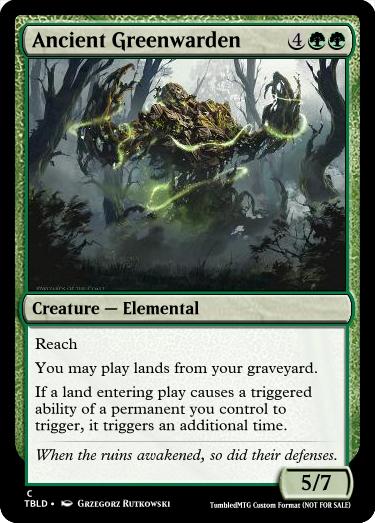 Ancient Greenwarden 4
Creature — Elemental
Reach
You may play lands from your graveyard.
If a land entering play causes a triggered
ability of a permanent you control to
trigger, it triggers an additional time.
When the ruins awakened, so did their defenses.
5/7
C
TBLD • Grzegorz Rutkowski
TumbledMTG Custom Format (NOT FOR SALE)